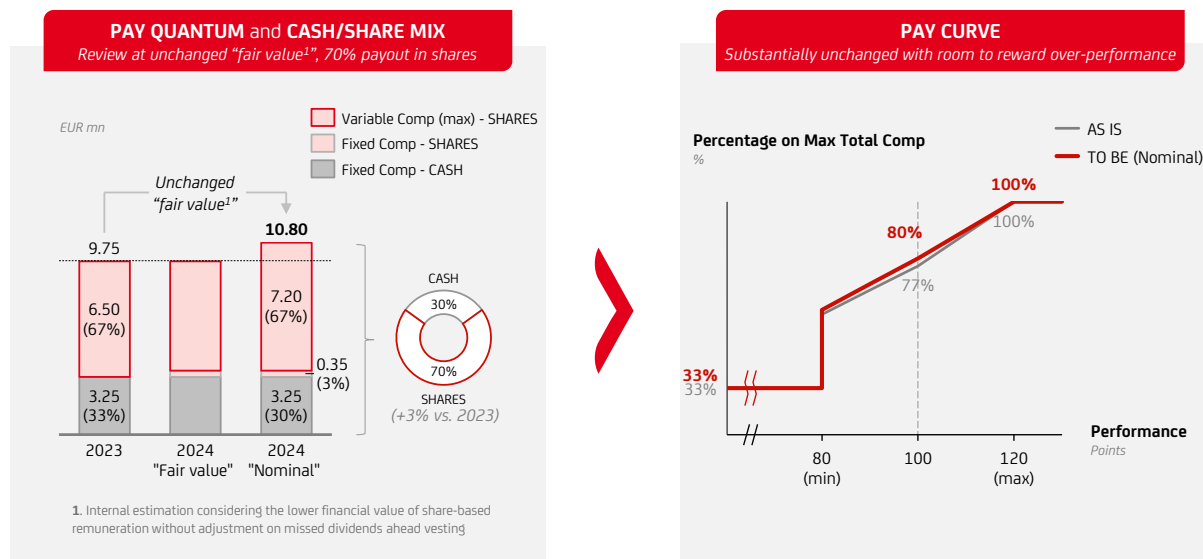 PAY QUANTUM and CASH/SHARE MIX
Review at unchanged “fair value¹”, 70% payout in shares
EUR mn
Variable Comp (max) - SHARES
Fixed Comp - SHARES
Fixed Comp - CASH
Unchanged
“fair value¹”
9.75
10.80
6.50
(67%)
7.20
(67%)
0.35
(3%)
3.25
(33%)
3.25
(30%)
2023
2024
"Fair value"
2024
"Nominal"
CASH
30%
70%
SHARES
(+3% vs. 2023)
1. Internal estimation considering the lower financial value of share-based
remuneration without adjustment on missed dividends ahead vesting
PAY CURVE
Substantially unchanged with room to reward over-performance
Percentage on Max Total Comp
%
AS IS
TO BE (Nominal)
100%
100%
80%
77%
33%
33%
80
(min)
100
120
(max)
Performance
Points